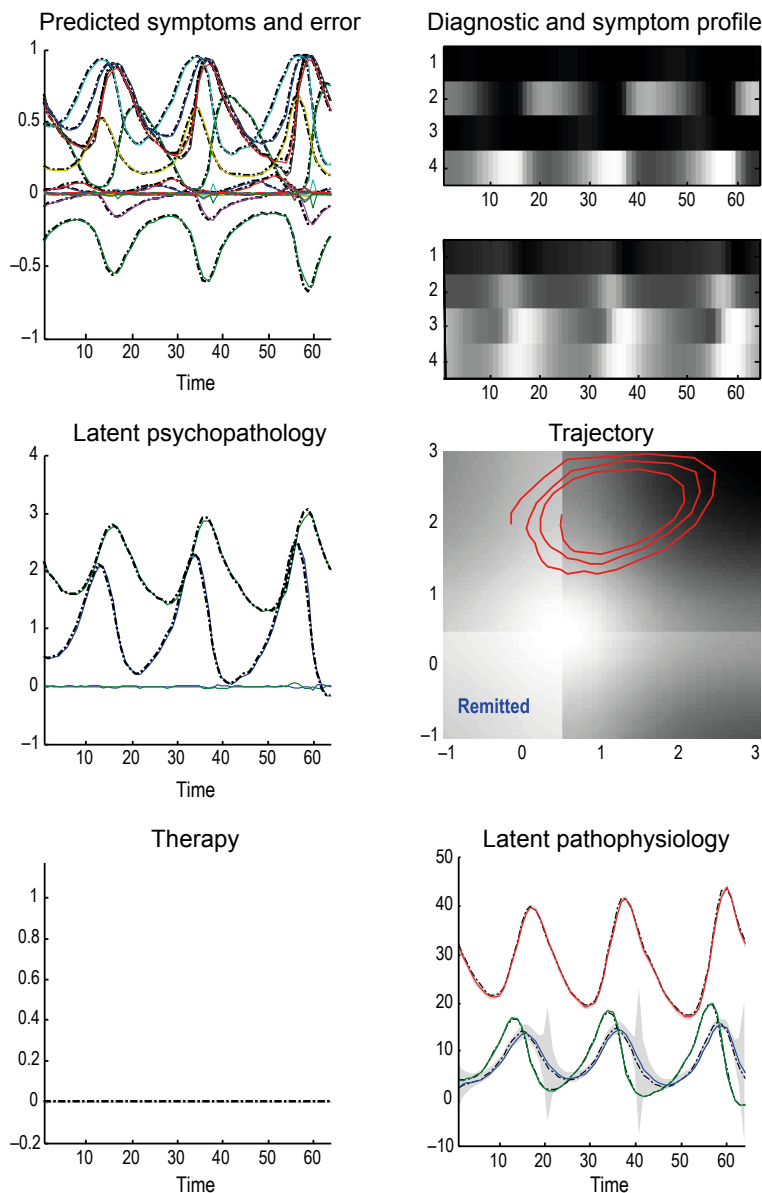 Predicted symptoms and error
1
0.5
0
–0.5
–1
10 20 30 40 50 60
Time
Diagnostic and symptom profile
1
2
3
4
10 20 30 40 50 60
1
2
3
4
10 20 30 40 50 60
Latent psychopathology
4
3
2
1
0
–1
10 20 30 40 50 60
Time
Trajectory
3
2
1
0
–1
Remitted
–1 0 1 2 3
Therapy
1
0.8
0.6
0.4
0.2
0
–0.2
10 20 30 40 50 60
Time
Latent pathophysiology
50
40
30
20
10
0
–10
10 20 30 40 50 60
Time